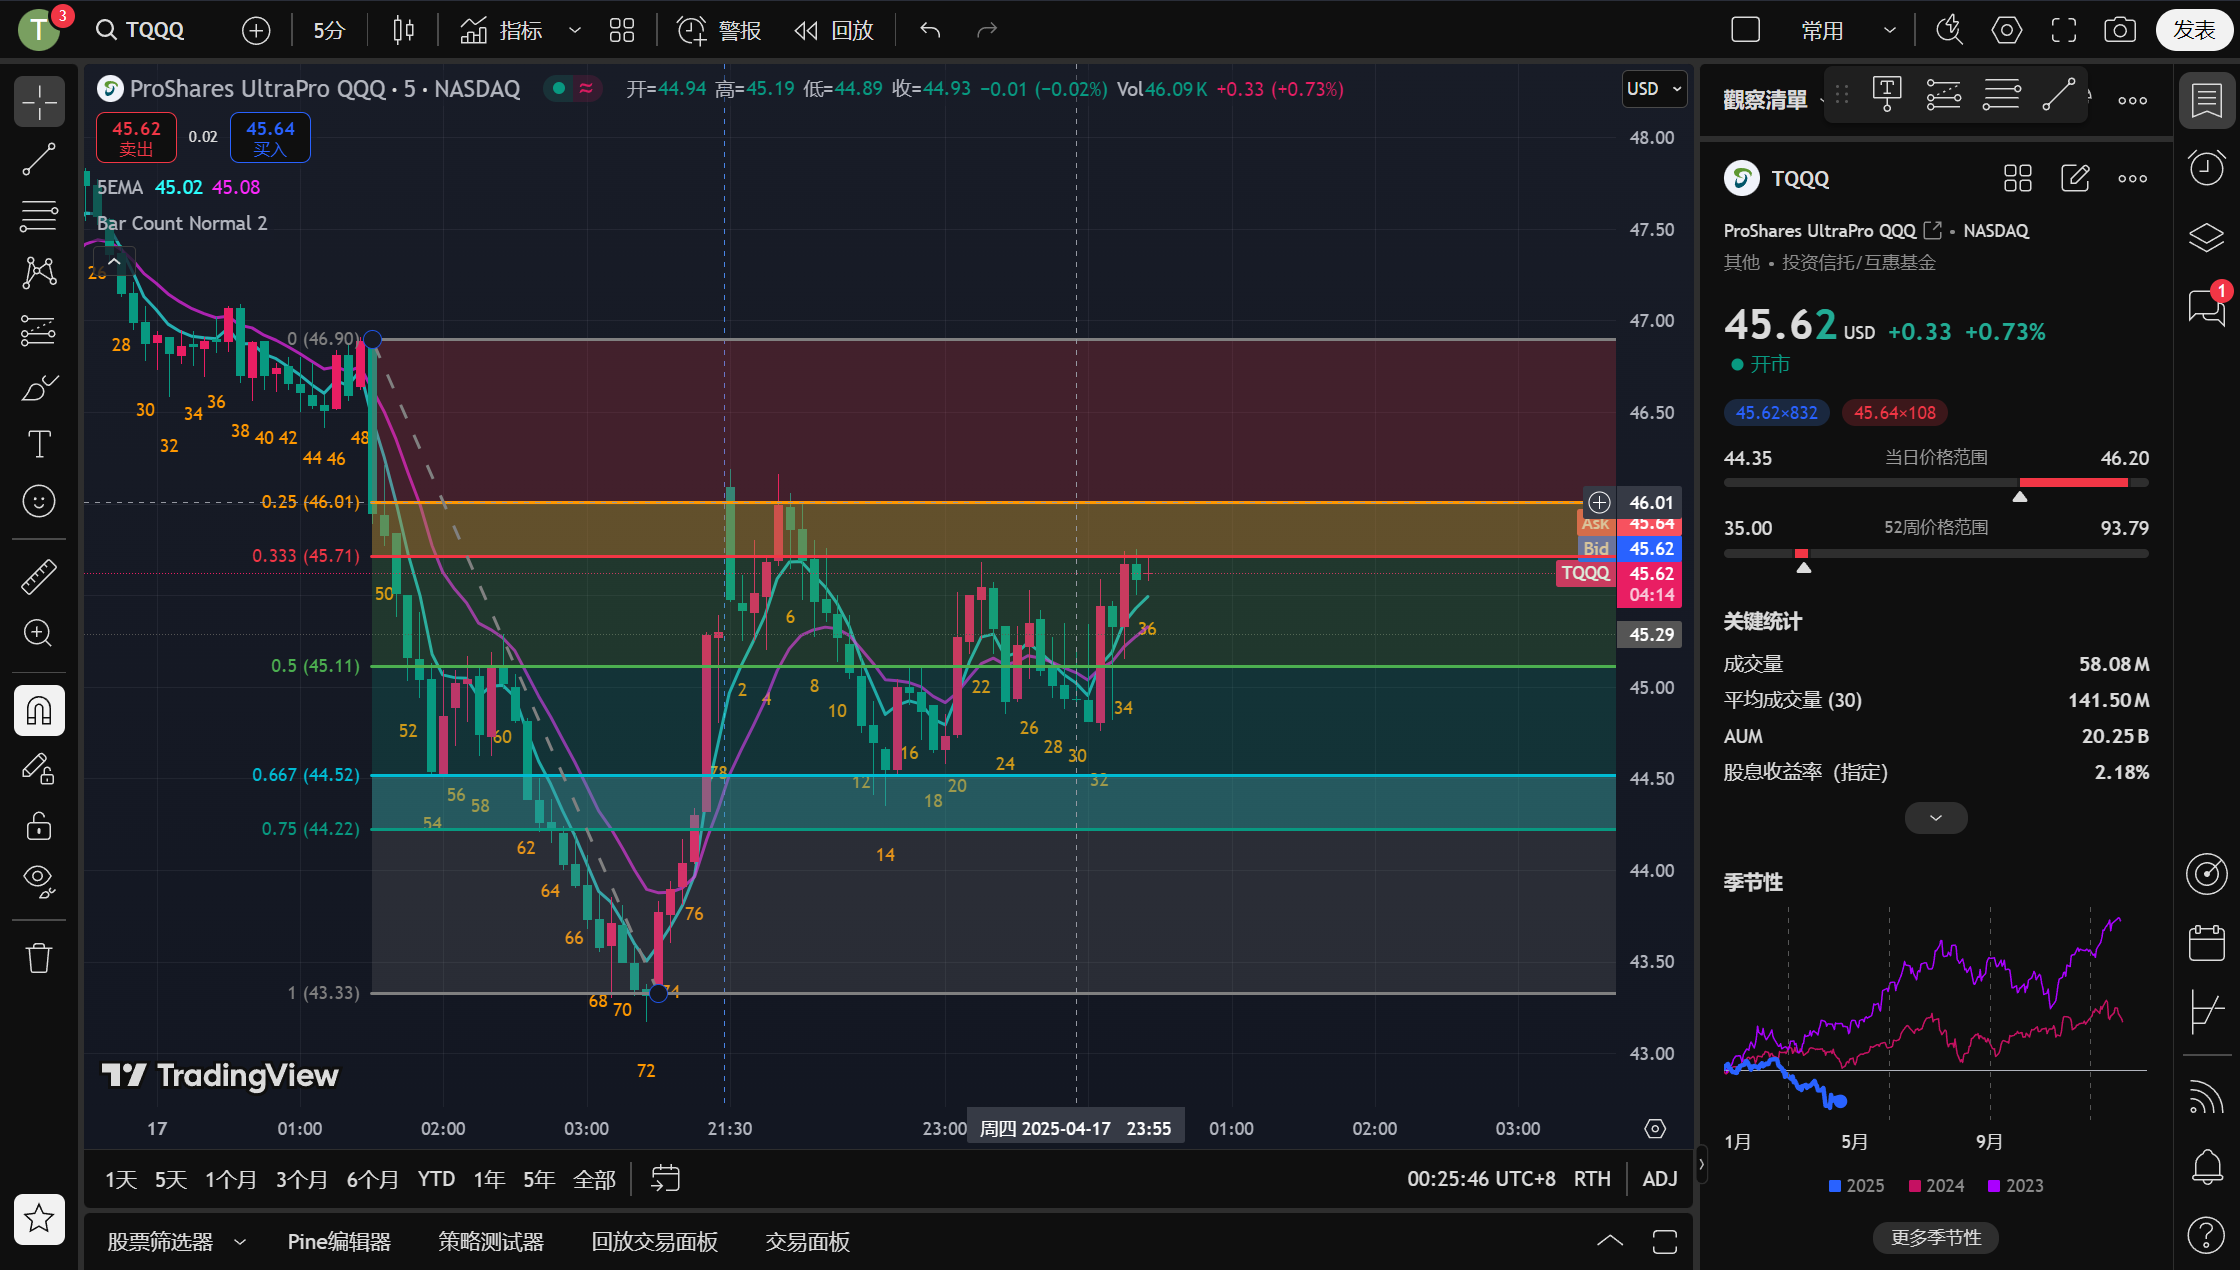 T 3 TQQQ 5分 指标 警报 回放 常用 发表
ProShares UltraPro QQQ · 5 · NASDAQ 开=44.94 高=45.19 低=44.89 收=44.93 −0.01 (−0.02%) Vol46.09 K +0.33 (+0.73%)
USD
45.62
卖出
0.02
45.64
买入
5EMA 45.02 45.08
Bar Count Normal 2
0 (46.90)
0.25 (46.01)
0.333 (45.71)
0.5 (45.11)
0.667 (44.52)
0.75 (44.22)
1 (43.33)
26
28
30
32
34
36
38
40
42
44
46
48
50
52
54
56
58
60
62
64
66
68
70
72
74
76
78
2
4
6
8
10
12
14
16
18
20
22
24
26
28
30
32
34
36
48.00
47.50
47.00
46.50
46.01
Ask 45.64
Bid 45.62
TQQQ 45.62
04:14
45.29
45.00
44.50
44.00
43.50
43.00
TradingView
17 01:00 02:00 03:00 21:30 23:00 周四 2025-04-17 23:55 01:00 02:00 03:00
1天 5天 1个月 3个月 6个月 YTD 1年 5年 全部 00:25:46 UTC+8 RTH ADJ
股票筛选器 Pine编辑器 策略测试器 回放交易面板 交易面板
觀察清單
TQQQ
ProShares UltraPro QQQ • NASDAQ
其他 • 投资信托/互惠基金
45.62 USD +0.33 +0.73%
开市
45.62×832 45.64×108
44.35 当日价格范围 46.20
35.00 52周价格范围 93.79
关键统计
成交量 58.08 M
平均成交量 (30) 141.50 M
AUM 20.25 B
股息收益率 (指定) 2.18%
季节性
1月 5月 9月
2025 2024 2023
更多季节性
1